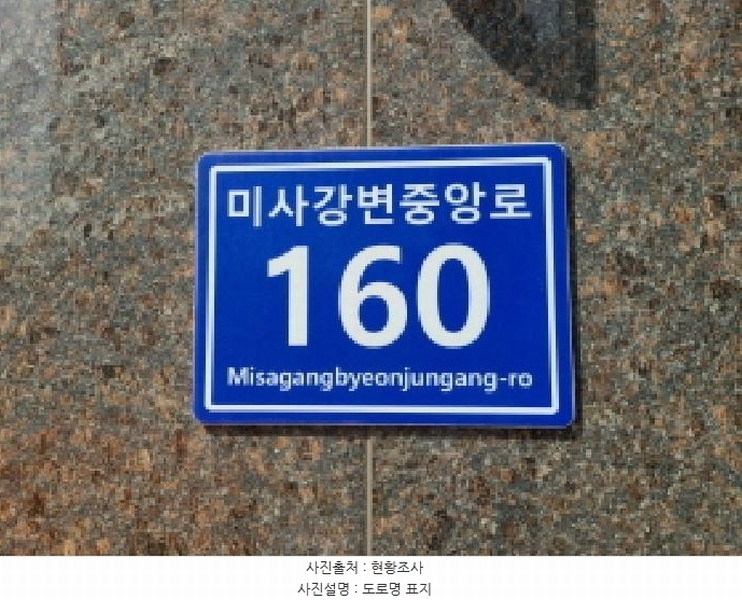 미사강변중앙로
160
Misagangbyeonjungang-ro
사진출처 : 현황조사
사진설명 : 도로명 표지